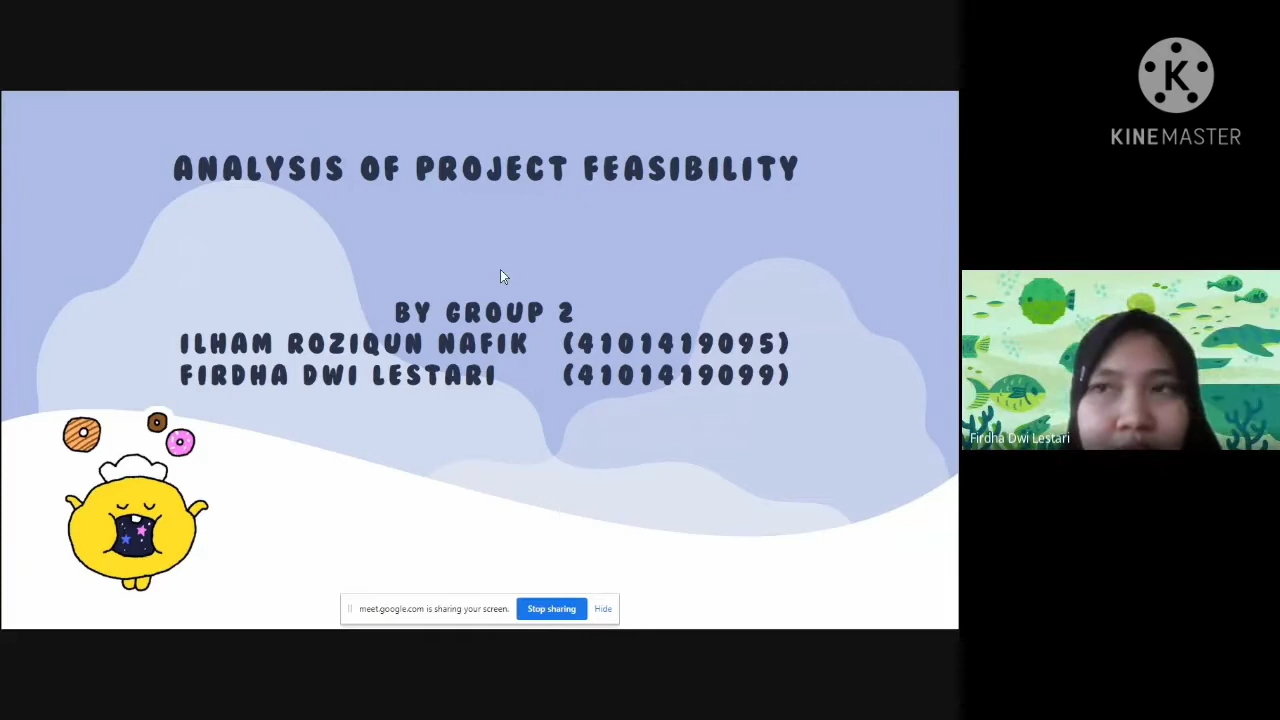 ANALYSIS OF PROJECT FEASIBILITY
BY GROUP 2
ILHAM ROZIQUN NAFIK (4101419095)
FIRDHA DWI LESTARI (4101419099)
meet.google.com is sharing your screen. Stop sharing Hide
K
KINEMASTER
Firdha Dwi Lestari